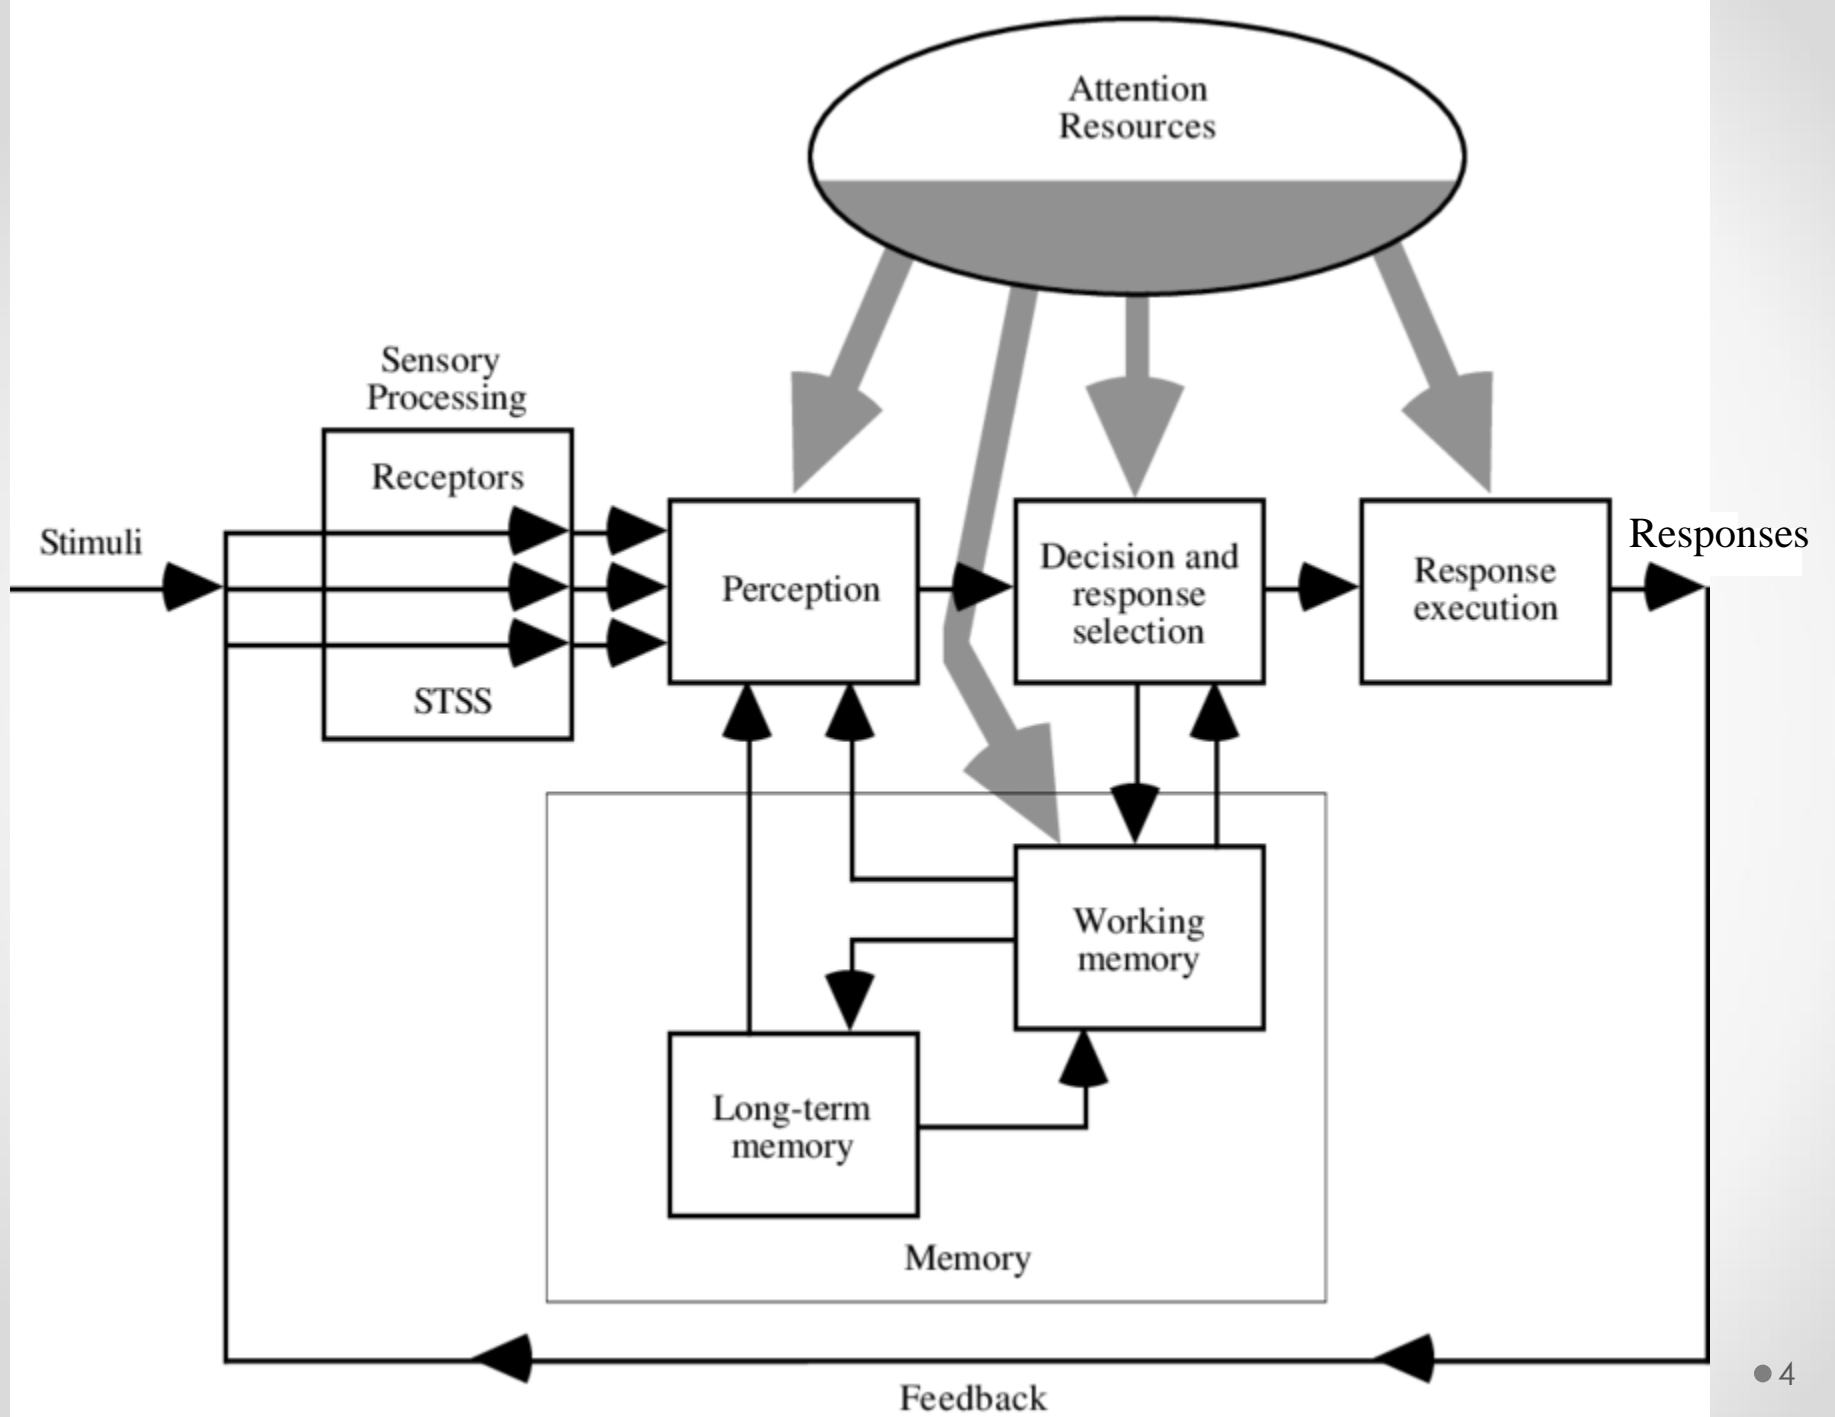 Attention
Resources
Sensory
Processing
Receptors
STSS
Stimuli
Perception
Decision and
response
selection
Response
execution
Responses
Working
memory
Long-term
memory
Memory
Feedback
4